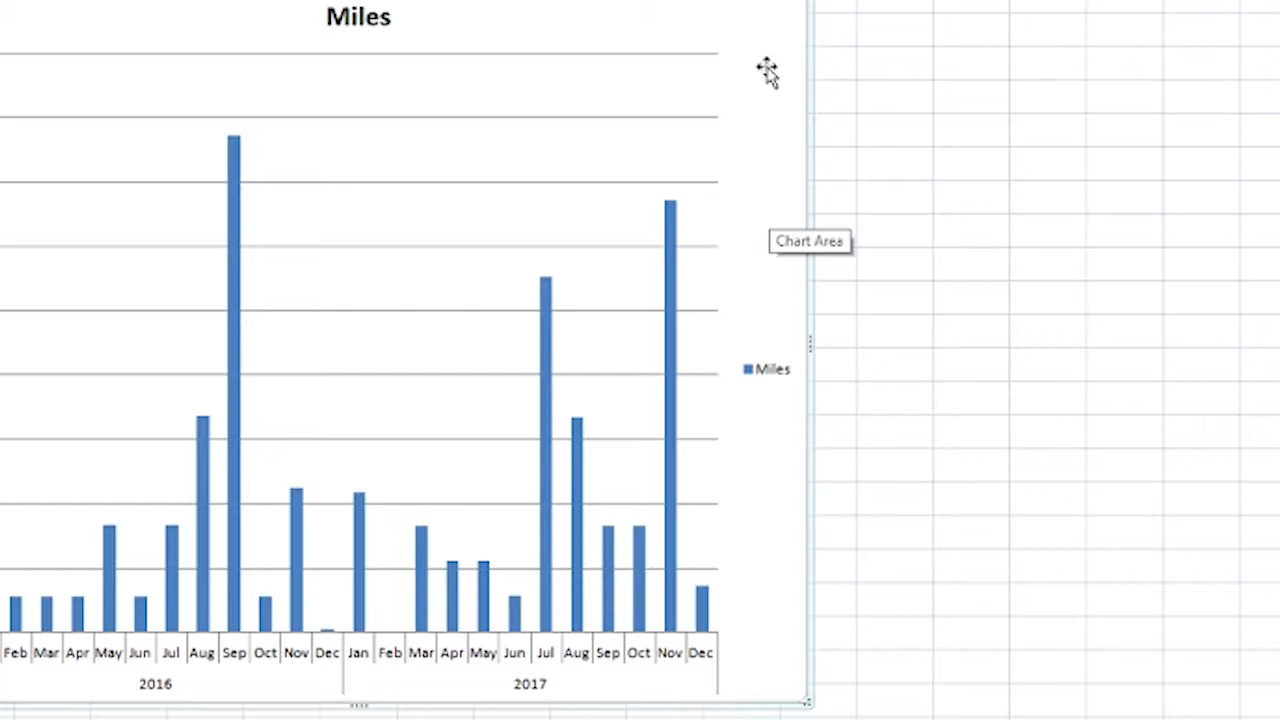 Miles
Chart Area
Miles
Feb Mar Apr May Jun Jul Aug Sep Oct Nov Dec Jan Feb Mar Apr May Jun Jul Aug Sep Oct Nov Dec
2016 2017